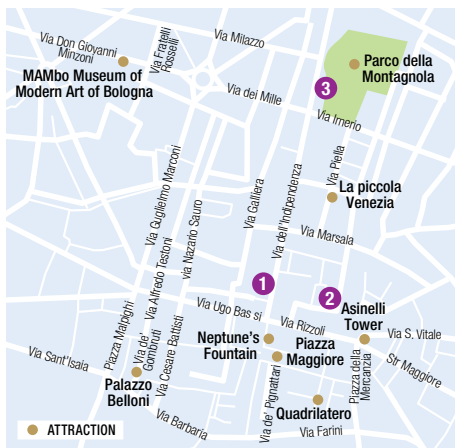 Via Don Giovanni
Minzoni
Via Fratelli
Rosselli
Via Milazzo
MAMbo Museum of
Modern Art of Bologna
Parco della
Montagnola
3
Via dei Mille
Via Irnerio
Via Piella
Via Guglielmo Marconi
La piccola
Venezia
Via Galliera
Via dell'Indipendenza
via Nazario Sauro
Via Alfredo Testoni
Via Marsala
1
2
Via Ugo Bas si
Asinelli
Tower
Piazza Malpighi
Via de'
Gombruti
Via Cesare Battisti
Neptune's
Fountain
Via Rizzoli
Piazza
Maggiore
Via S. Vitale
Via Sant'Isaia
Palazzo
Belloni
Str Maggiore
Piazza della
Mercanzia
Via de' Pignattari
Quadrilatero
Via Barbaria
Via Farini
ATTRACTION